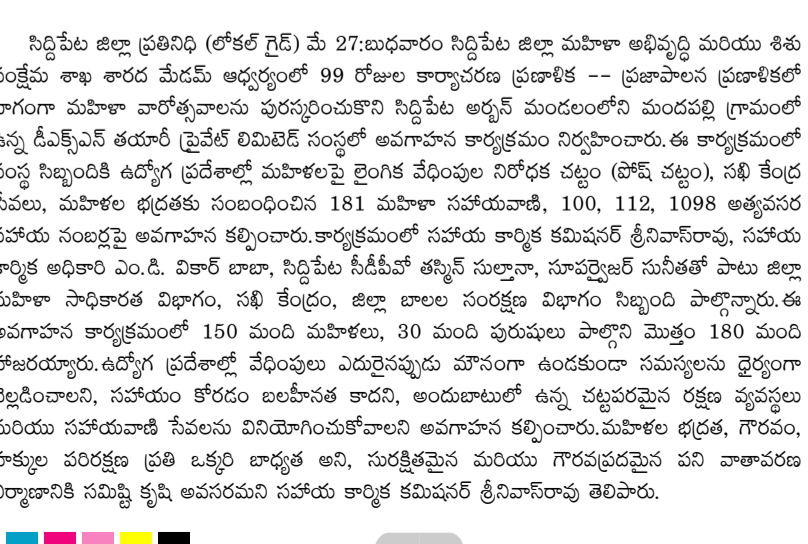 సిద్దిపేట జిల్లా ప్రతినిధి (లోకల్ గైడ్) మే 27:బుధవారం సిద్దిపేట జిల్లా మహిళా అభివృద్ధి మరియు శిశు
సంక్షేమ శాఖ శారద మేడమ్ ఆధ్వర్యంలో 99 రోజుల కార్యాచరణ ప్రణాళిక -- ప్రజాపాలన ప్రణాళికలో
భాగంగా మహిళా వారోత్సవాలను పురస్కరించుకొని సిద్దిపేట అర్బన్ మండలంలోని మందపల్లి గ్రామంలో
ఉన్న డీఎక్స్ఎన్ తయారీ ప్రైవేట్ లిమిటెడ్ సంస్థలో అవగాహన కార్యక్రమం నిర్వహించారు.ఈ కార్యక్రమంలో
సంస్థ సిబ్బందికి ఉద్యోగ ప్రదేశాల్లో మహిళలపై లైంగిక వేధింపుల నిరోధక చట్టం (పోష్ చట్టం), సఖి కేంద్ర
సేవలు, మహిళల భద్రతకు సంబంధించిన 181 మహిళా సహాయవాణి, 100, 112, 1098 అత్యవసర
సహాయ నంబర్లపై అవగాహన కల్పించారు.కార్యక్రమంలో సహాయ కార్మిక కమిషనర్ శ్రీనివాస్‌రావు, సహాయ
కార్మిక అధికారి ఎం.డి. వికార్ బాబా, సిద్దిపేట సీడీపీవో తస్మిన్ సుల్తానా, సూపర్వైజర్ సునీతతో పాటు జిల్లా
మహిళా సాధికారత విభాగం, సఖి కేంద్రం, జిల్లా బాలల సంరక్షణ విభాగం సిబ్బంది పాల్గొన్నారు.ఈ
అవగాహన కార్యక్రమంలో 150 మంది మహిళలు, 30 మంది పురుషులు పాల్గొని మొత్తం 180 మంది
హాజరయ్యారు.ఉద్యోగ ప్రదేశాల్లో వేధింపులు ఎదురైనప్పుడు మౌనంగా ఉండకుండా సమస్యలను ధైర్యంగా
వెల్లడించాలని, సహాయం కోరడం బలహీనత కాదని, అందుబాటులో ఉన్న చట్టపరమైన రక్షణ వ్యవస్థలు
మరియు సహాయవాణి సేవలను వినియోగించుకోవాలని అవగాహన కల్పించారు.మహిళల భద్రత, గౌరవం,
హక్కుల పరిరక్షణ ప్రతి ఒక్కరి బాధ్యత అని, సురక్షితమైన మరియు గౌరవప్రదమైన పని వాతావరణ
నిర్మాణానికి సమిష్టి కృషి అవసరమని సహాయ కార్మిక కమిషనర్ శ్రీనివాస్‌రావు తెలిపారు.